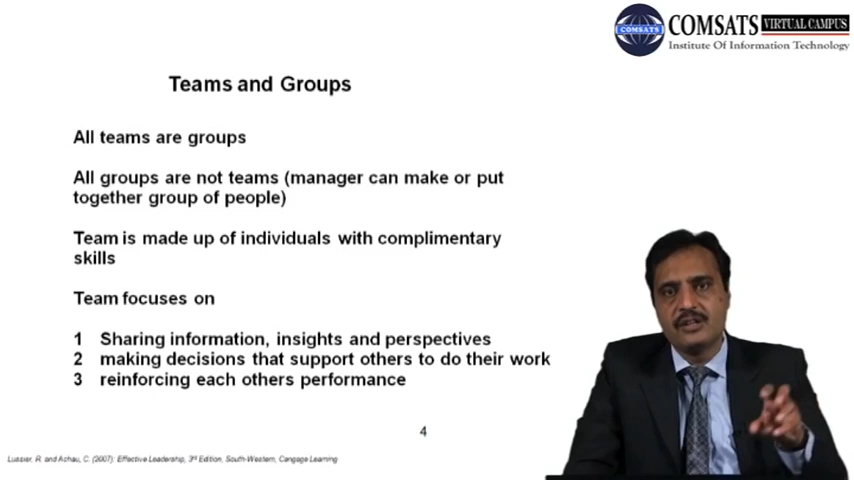 COMSATS
COMSATS VIRTUAL CAMPUS
Institute Of Information Technology
Teams and Groups
All teams are groups
All groups are not teams (manager can make or put
together group of people)
Team is made up of individuals with complimentary
skills
Team focuses on
1 Sharing information, insights and perspectives
2 making decisions that support others to do their work
3 reinforcing each others performance
4
Lussier. R. and Achau, C. (2007): Effective Leadership, 3rd Edition, South-Western, Cangage Learning